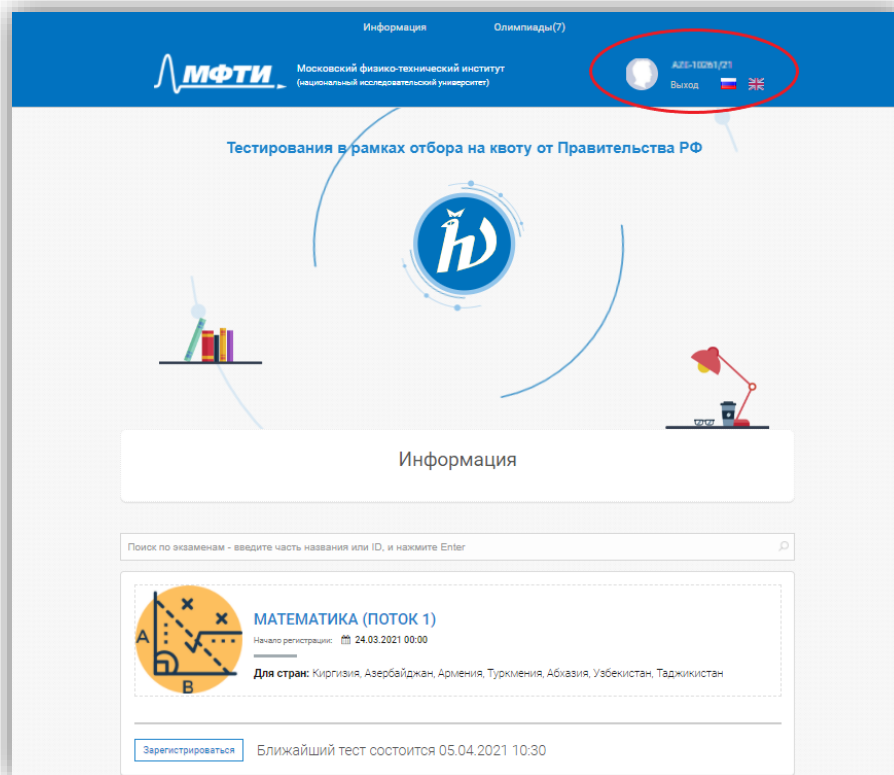 Информация Олимпиады(7)
МФТИ
Московский физико-технический институт
(национальный исследовательский университет)
AZE-10261/21
Выход
Тестирования в рамках отбора на квоту от Правительства РФ
Информация
Поиск по экзаменам - введите часть названия или ID, и нажмите Enter
A
B
МАТЕМАТИКА (ПОТОК 1)
Начало регистрации: 24.03.2021 00:00
Для стран: Киргизия, Азербайджан, Армения, Туркмения, Абхазия, Узбекистан, Таджикистан
Зарегистрироваться Ближайший тест состоится 05.04.2021 10:30